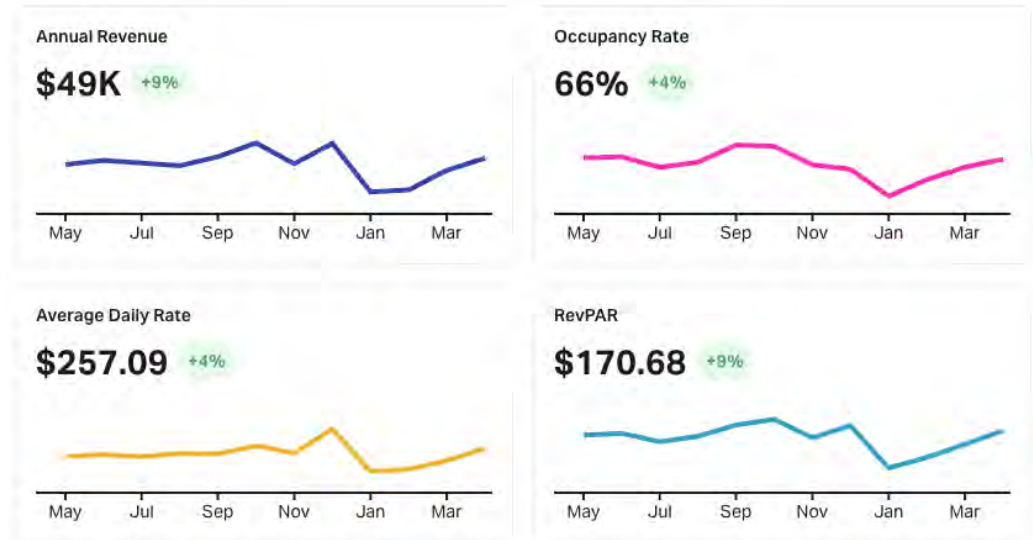 Annual Revenue
$49K +9%
May Jul Sep Nov Jan Mar
Occupancy Rate
66% +4%
May Jul Sep Nov Jan Mar
Average Daily Rate
$257.09 +4%
May Jul Sep Nov Jan Mar
RevPAR
$170.68 +9%
May Jul Sep Nov Jan Mar